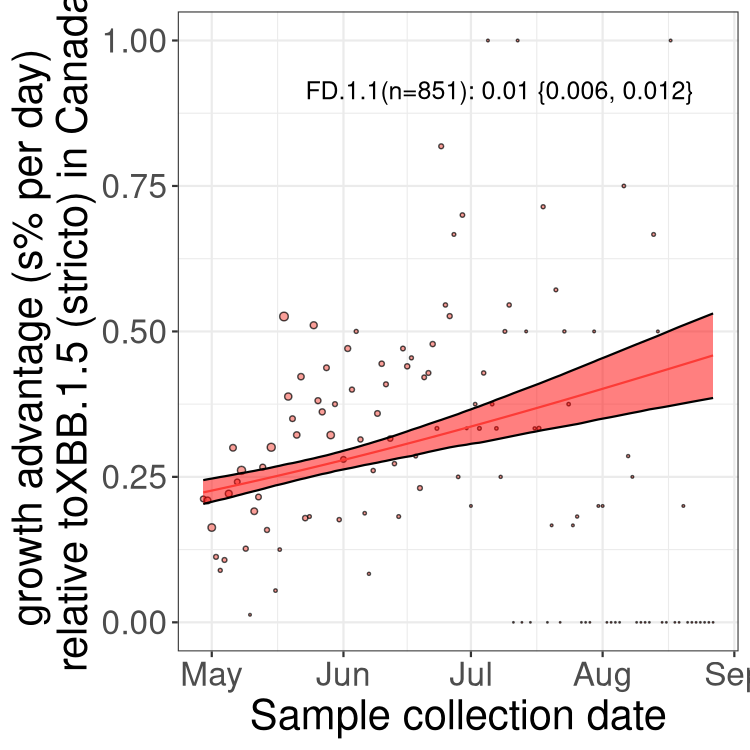 growth advantage (s% per day)
relative toXBB.1.5 (stricto) in Canada
1.00
0.75
0.50
0.25
0.00
FD.1.1(n=851): 0.01 {0.006, 0.012}
May Jun Jul Aug Sep
Sample collection date